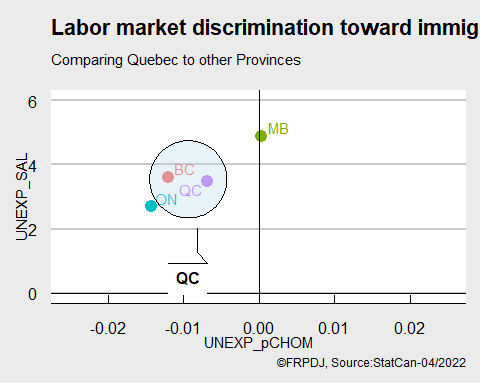 Labor market discrimination toward immig
Comparing Quebec to other Provinces
6
MB
4
BC
QC
ON
2
QC
0
UNEXP_SAL
-0.02 -0.01 0.00 0.01 0.02
UNEXP_pCHOM
©FRPDJ, Source:StatCan-04/2022